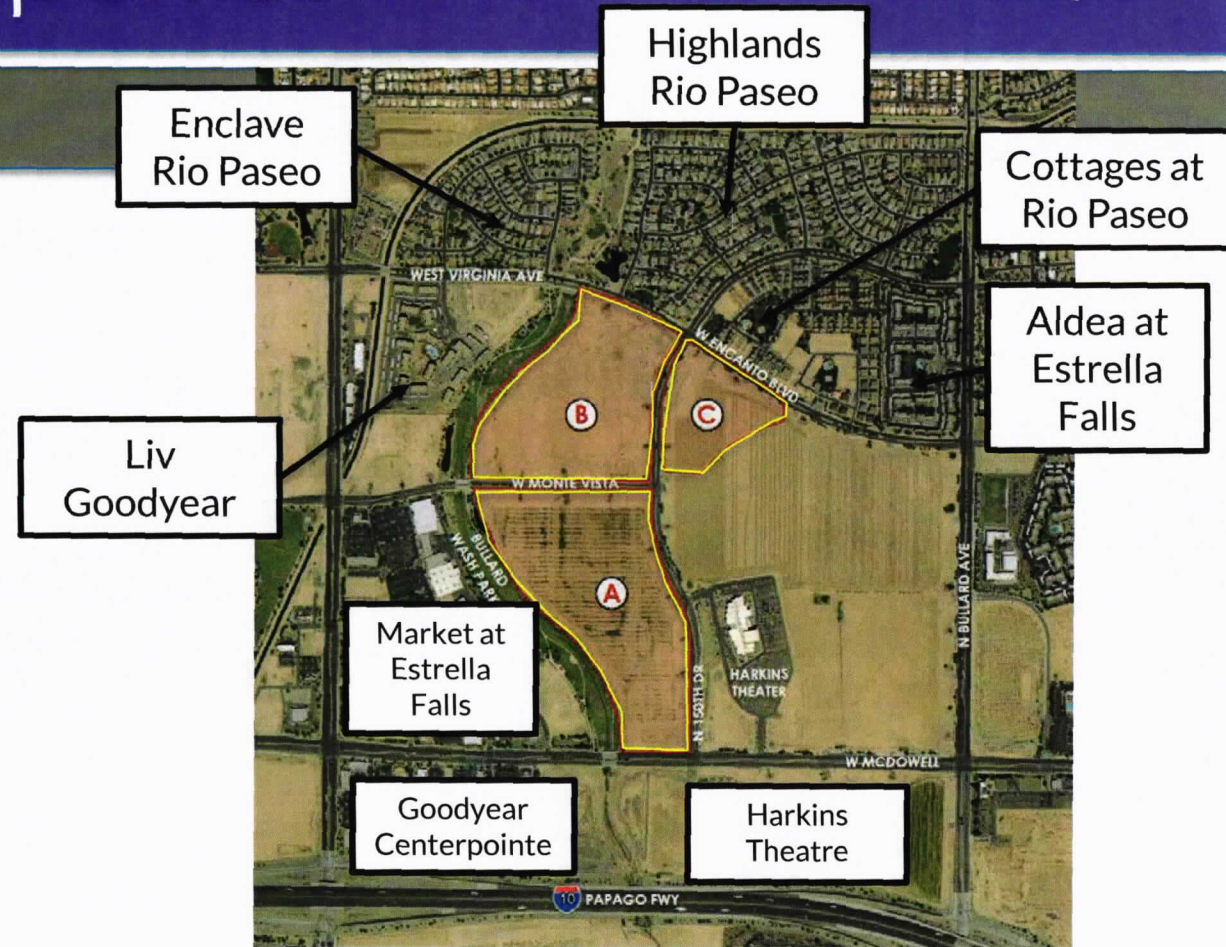 Highlands
Rio Paseo
Enclave
Rio Paseo
Cottages at
Rio Paseo
WEST VIRGINIA AVE
Aldea at
Estrella
Falls
W ENCANTO BLVD
B
C
Liv
Goodyear
W MONTE VISTA
BULLARD
WASH PARK
A
N BULLARD AVE
Market at
Estrella
Falls
HARKINS
THEATER
N 150TH DR
W MCDOWELL
Goodyear
Centerpointe
Harkins
Theatre
10 PAPAGO FWY